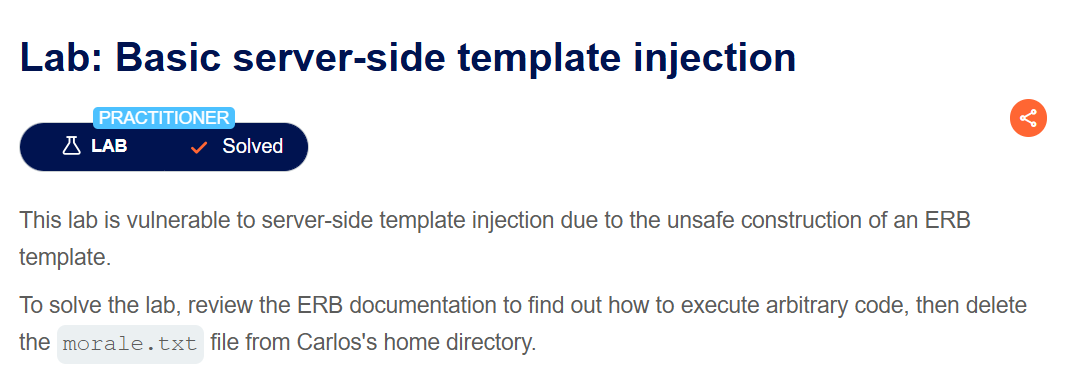 Lab: Basic server-side template injection
PRACTITIONER
LAB Solved
This lab is vulnerable to server-side template injection due to the unsafe construction of an ERB
template.
To solve the lab, review the ERB documentation to find out how to execute arbitrary code, then delete
the morale.txt file from Carlos's home directory.